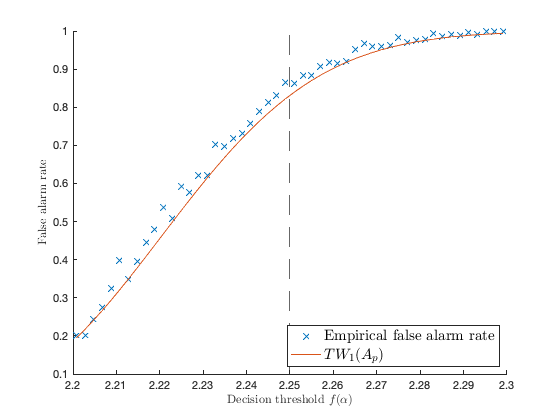 1
0.9
0.8
0.7
0.6
0.5
0.4
0.3
0.2
0.1
False alarm rate
Empirical false alarm rate
TW₁(Aₚ)
2.2 2.21 2.22 2.23 2.24 2.25 2.26 2.27 2.28 2.29 2.3
Decision threshold f(α)